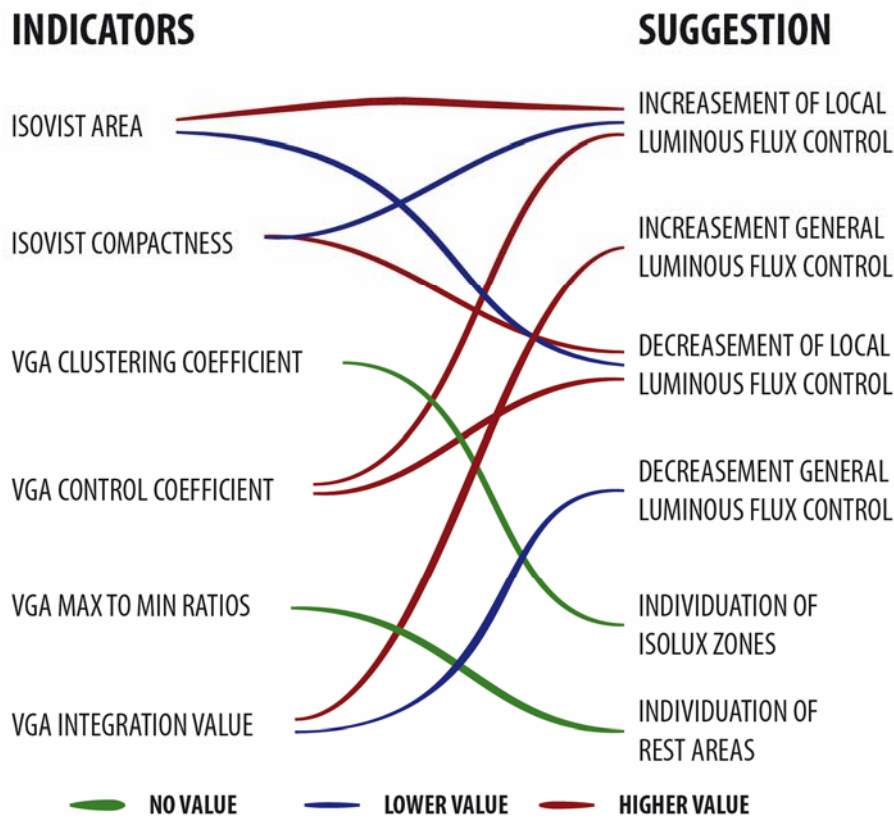 INDICATORS
SUGGESTION
ISOVIST AREA
INCREASEMENT OF LOCAL
LUMINOUS FLUX CONTROL
ISOVIST COMPACTNESS
INCREASEMENT GENERAL
LUMINOUS FLUX CONTROL
VGA CLUSTERING COEFFICIENT
DECREASEMENT OF LOCAL
LUMINOUS FLUX CONTROL
VGA CONTROL COEFFICIENT
DECREASEMENT GENERAL
LUMINOUS FLUX CONTROL
VGA MAX TO MIN RATIOS
INDIVIDUATION OF
ISOLUX ZONES
VGA INTEGRATION VALUE
INDIVIDUATION OF
REST AREAS
NO VALUE
LOWER VALUE
HIGHER VALUE